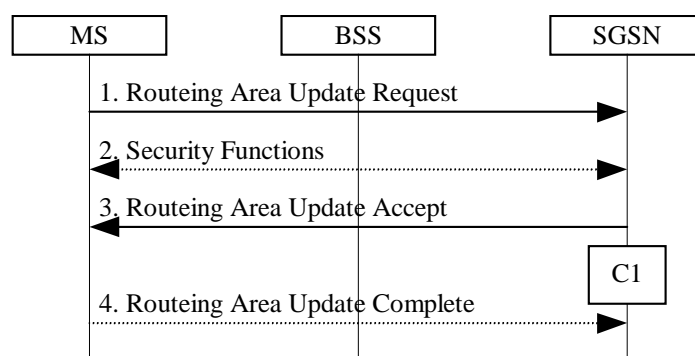 MS
BSS
SGSN
1. Routeing Area Update Request
2. Security Functions
3. Routeing Area Update Accept
C1
4. Routeing Area Update Complete